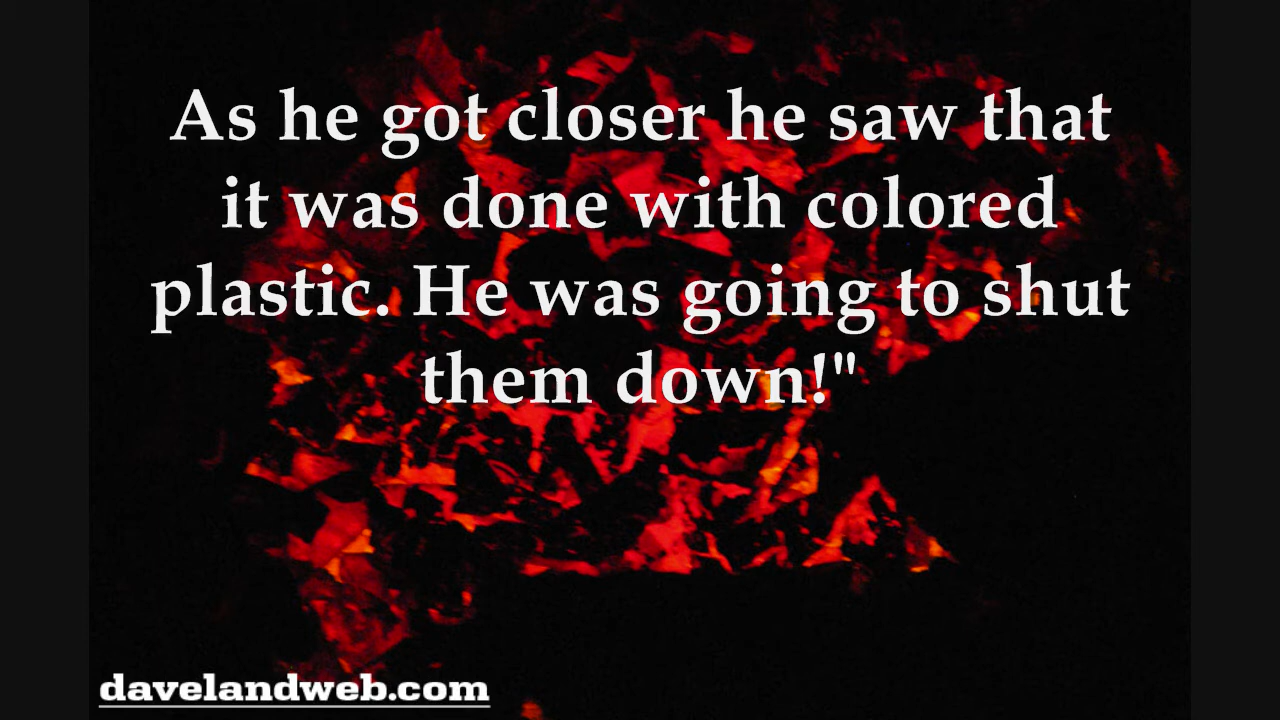 As he got closer he saw that
it was done with colored
plastic. He was going to shut
them down!"
davelandweb.com